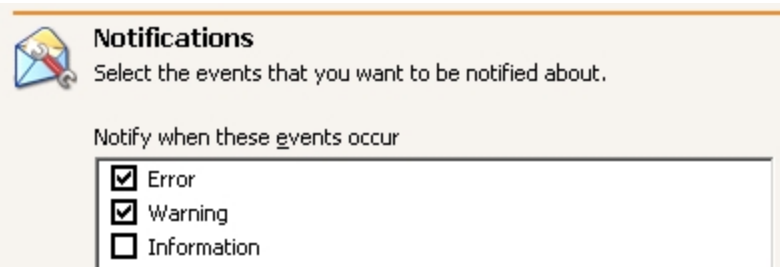 Notifications
Select the events that you want to be notified about.
Notify when these events occur
Error
Warning
Information